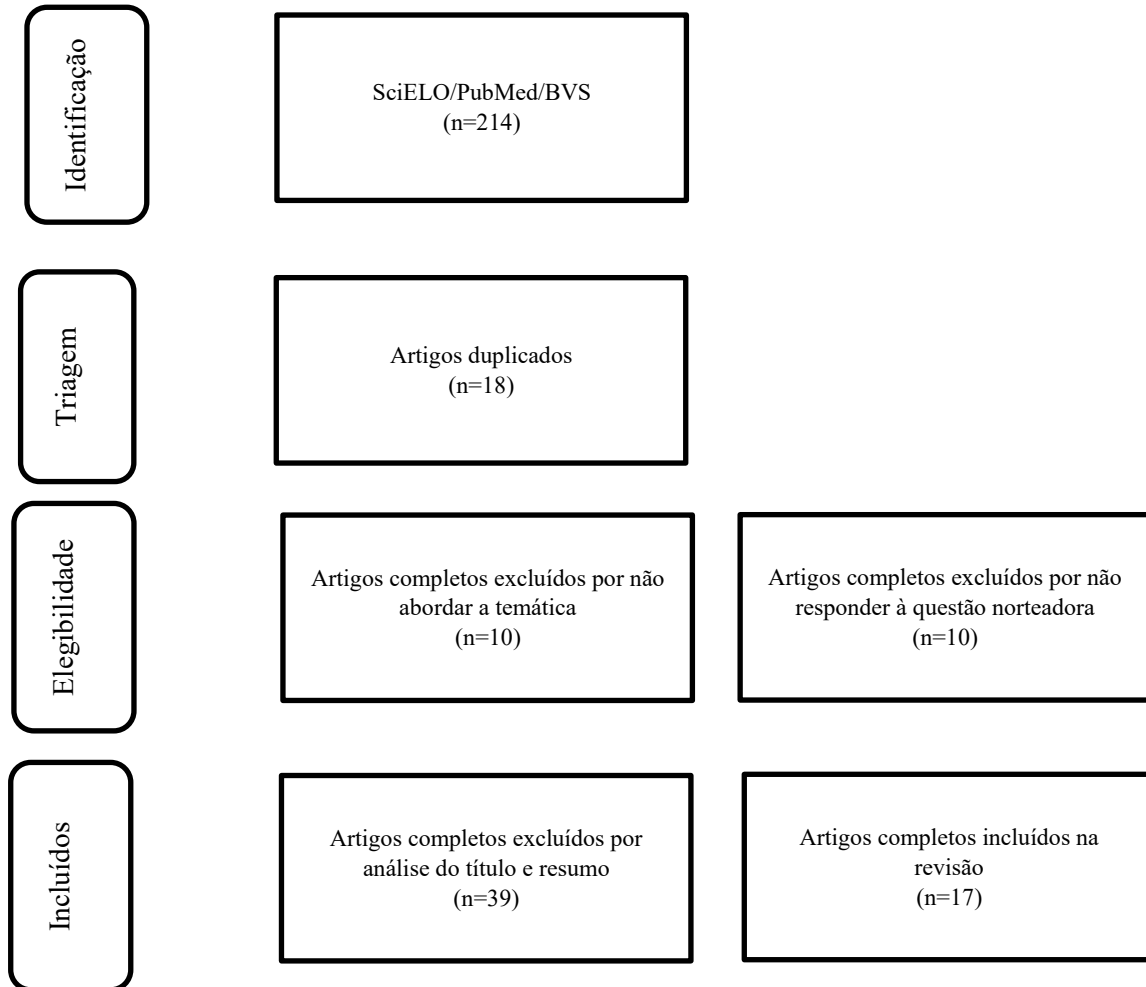 Identificação
SciELO/PubMed/BVS
(n=214)
Triagem
Artigos duplicados
(n=18)
Elegibilidade
Artigos completos excluídos por não
abordar a temática
(n=10)
Artigos completos excluídos por não
responder à questão norteadora
(n=10)
Incluídos
Artigos completos excluídos por
análise do título e resumo
(n=39)
Artigos completos incluídos na
revisão
(n=17)